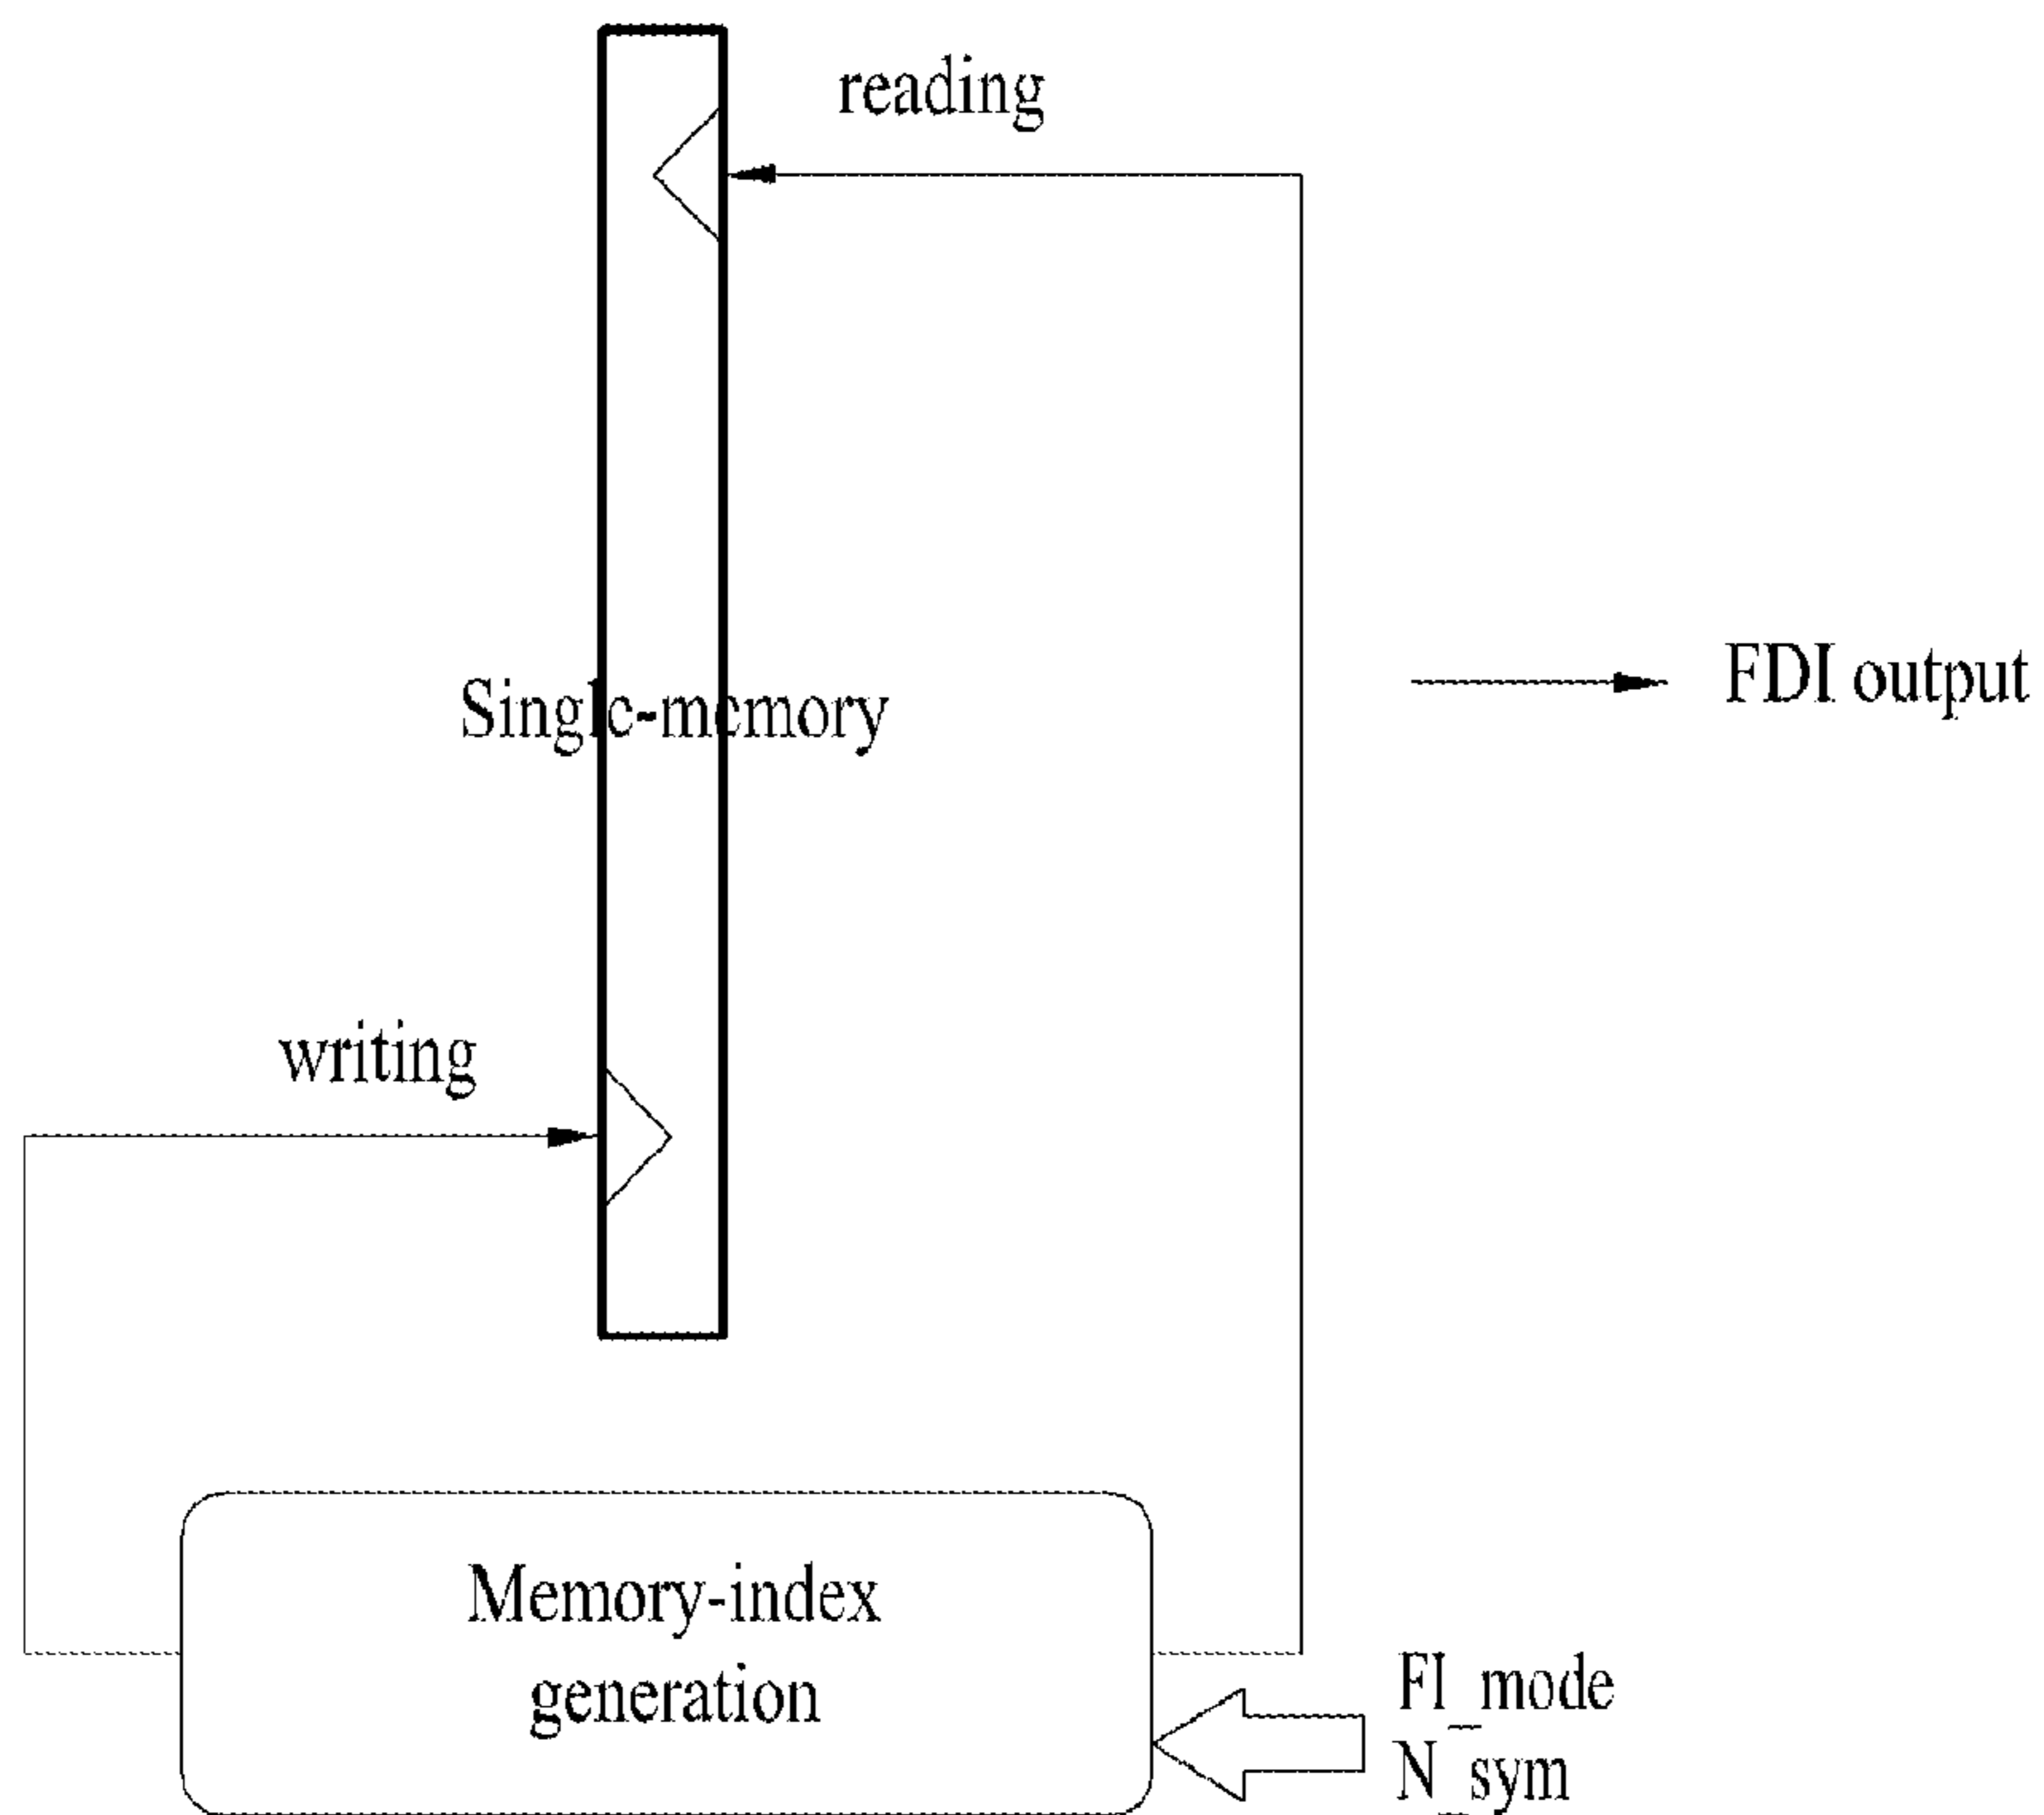 reading
FDI output
Single-memory
writing
Memory-index
generation
FI_mode
N_sym